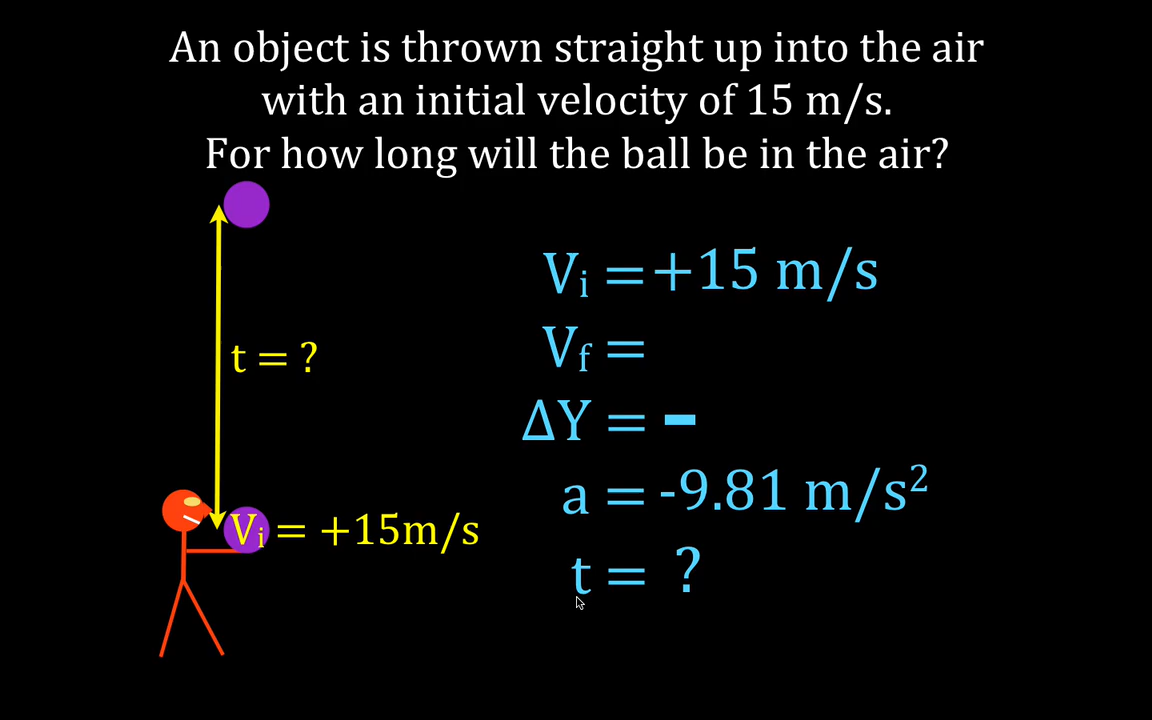 An object is thrown straight up into the air
with an initial velocity of 15 m/s.
For how long will the ball be in the air?
t = ?
Vᵢ = +15m/s
Vᵢ = +15 m/s
V_f =
ΔY = -
a = -9.81 m/s²
t = ?